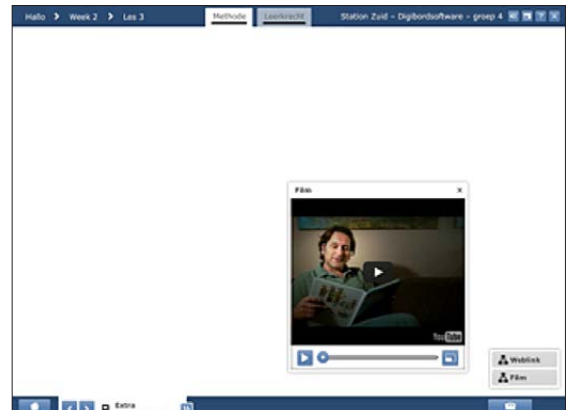 Hallo > Week 2 > Les 3
Methode
Leerkracht
Station Zuid – Digibordsoftware – groep 4
Film
YouTube
Weblink
Film
Extra